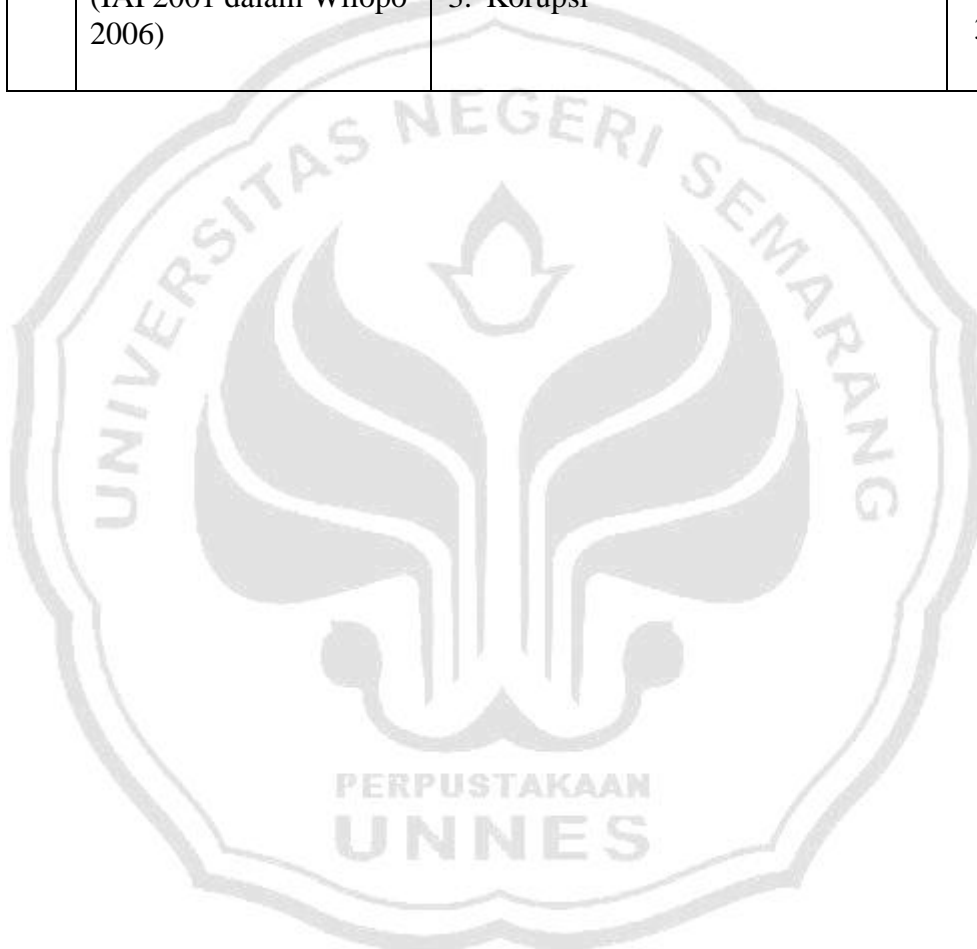 (IAI 2001 dalam Wilopo
2006)
3. Korupsi
UNIVERSITAS NEGERI SEMARANG
PERPUSTAKAAN
UNNES